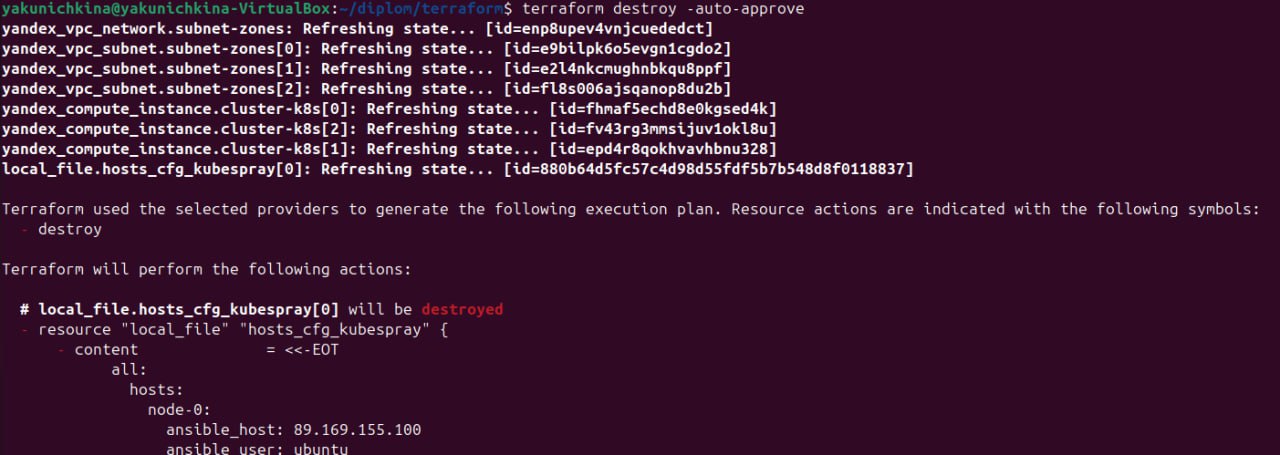 yakunichkina@yakunichkina-VirtualBox:~/diplom/terraform$ terraform destroy -auto-approve
yandex_vpc_network.subnet-zones: Refreshing state... [id=enp8upev4vnjcuededct]
yandex_vpc_subnet.subnet-zones[0]: Refreshing state... [id=e9bilpk6o5evgn1cgdo2]
yandex_vpc_subnet.subnet-zones[1]: Refreshing state... [id=e2l4nkcmughnbkqu8ppf]
yandex_vpc_subnet.subnet-zones[2]: Refreshing state... [id=fl8s006ajsqanop8du2b]
yandex_compute_instance.cluster-k8s[0]: Refreshing state... [id=fhmaf5echd8e0kgsed4k]
yandex_compute_instance.cluster-k8s[2]: Refreshing state... [id=fv43rg3mmsijuv1okl8u]
yandex_compute_instance.cluster-k8s[1]: Refreshing state... [id=epd4r8qokhvavhbnu328]
local_file.hosts_cfg_kubespray[0]: Refreshing state... [id=880b64d5fc57c4d98d55fdf5b7b548d8f0118837]
Terraform used the selected providers to generate the following execution plan. Resource actions are indicated with the following symbols:
- destroy
Terraform will perform the following actions:
# local_file.hosts_cfg_kubespray[0] will be destroyed
- resource "local_file" "hosts_cfg_kubespray" {
- content = <<-EOT
all:
hosts:
node-0:
ansible_host: 89.169.155.100
ansible_user: ubuntu